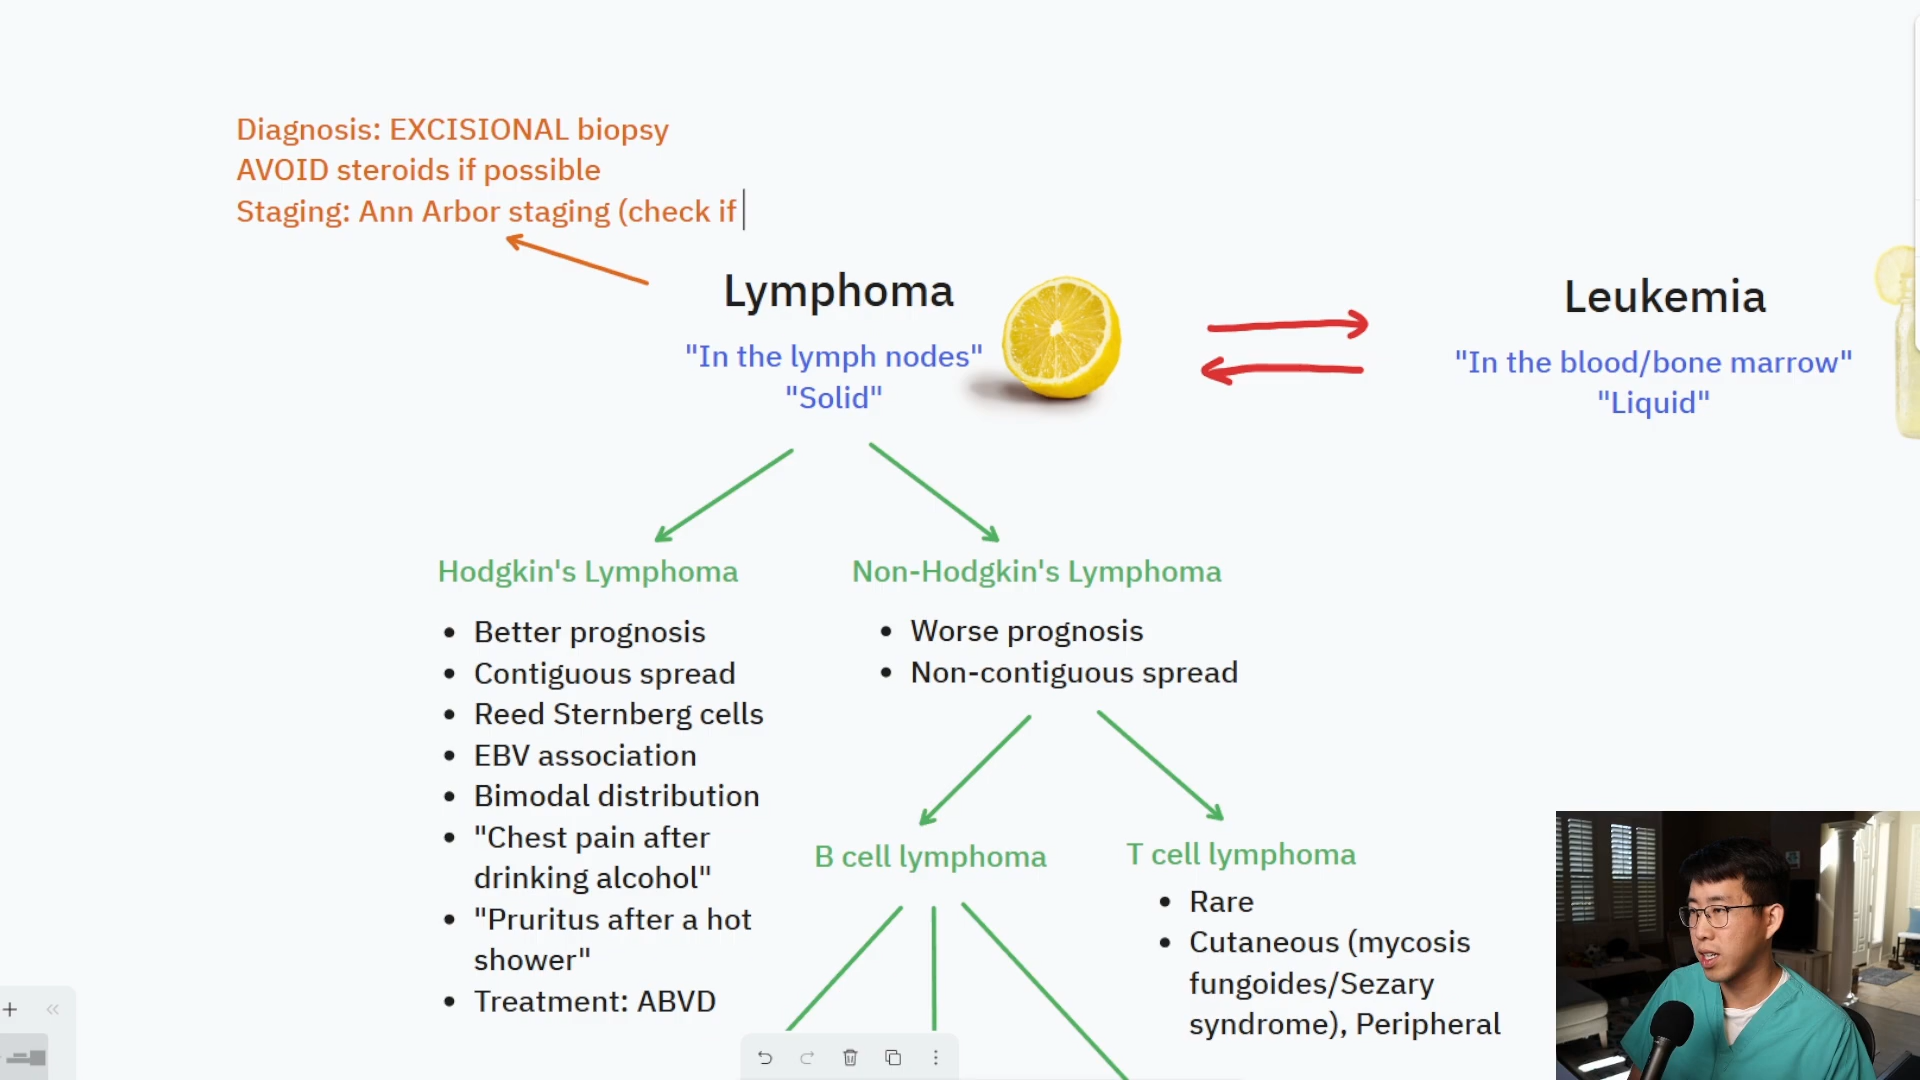 Diagnosis: EXCISIONAL biopsy
AVOID steroids if possible
Staging: Ann Arbor staging (check if
Lymphoma
"In the lymph nodes"
"Solid"
Leukemia
"In the blood/bone marrow"
"Liquid"
Hodgkin's Lymphoma
• Better prognosis
• Contiguous spread
• Reed Sternberg cells
• EBV association
• Bimodal distribution
• "Chest pain after
drinking alcohol"
• "Pruritus after a hot
shower"
• Treatment: ABVD
Non-Hodgkin's Lymphoma
• Worse prognosis
• Non-contiguous spread
B cell lymphoma
T cell lymphoma
• Rare
• Cutaneous (mycosis
fungoides/Sezary
syndrome), Peripheral